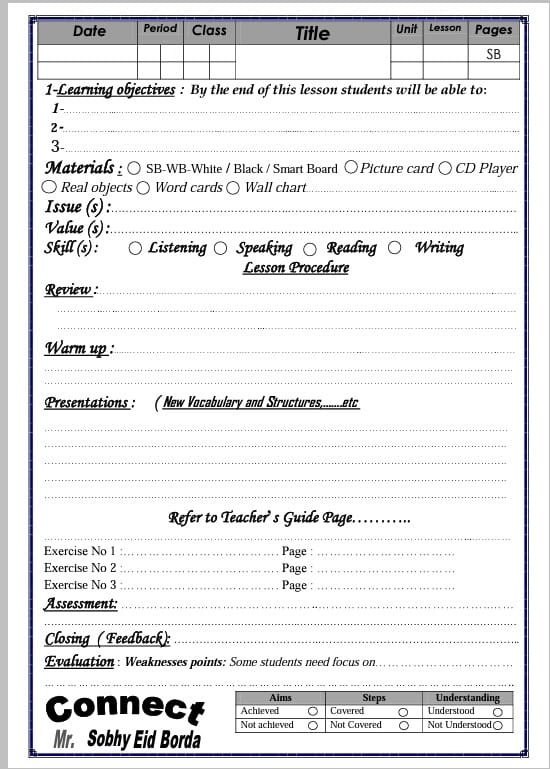 Date Period Class Title Unit Lesson Pages
SB
1-Learning objectives : By the end of this lesson students will be able to:
1-
2-
3-
Materials : SB-WB-White / Black / Smart Board Picture card CD Player
Real objects Word cards Wall chart
Issue (s) :
Value (s) :
Skill (s) : Listening Speaking Reading Writing
Lesson Procedure
Review :
Warm up :
Presentations : ( New Vocabulary and Structures,.......etc
Refer to Teacher's Guide Page...........
Exercise No 1 : Page :
Exercise No 2 : Page :
Exercise No 3 : Page :
Assessment:
Closing ( Feedback):
Evaluation : Weaknesses points: Some students need focus on
Connect
Mr. Sobhy Eid Borda
Aims Steps Understanding
Achieved Covered Understood
Not achieved Not Covered Not Understood